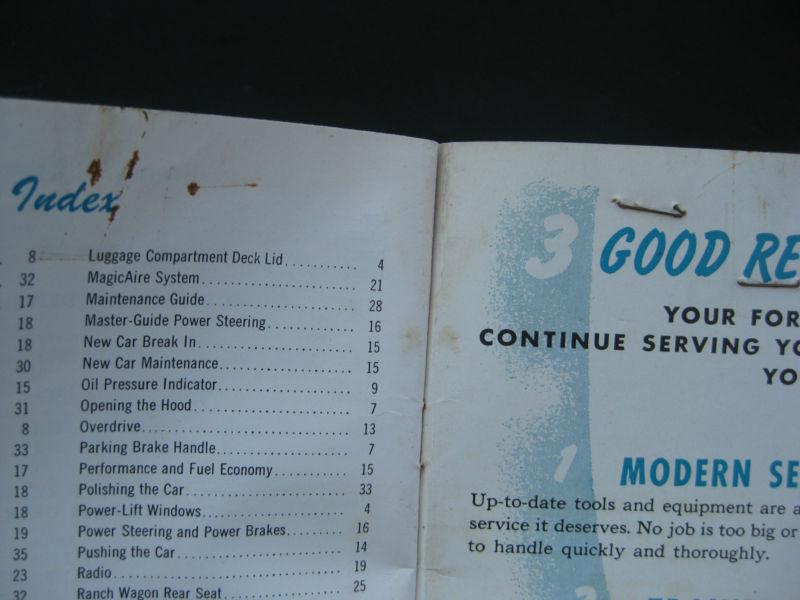 Index
8
32
17
18
18
30
15
31
8
33
17
18
18
19
35
23
32
Luggage Compartment Deck Lid........... 4
MagicAire System....................... 21
Maintenance Guide...................... 28
Master-Guide Power Steering............ 16
New Car Break In....................... 15
New Car Maintenance.................... 15
Oil Pressure Indicator................. 9
Opening the Hood....................... 7
Overdrive.............................. 13
Parking Brake Handle................... 7
Performance and Fuel Economy........... 15
Polishing the Car...................... 33
Power-Lift Windows..................... 4
Power Steering and Power Brakes........ 16
Pushing the Car........................ 14
Radio.................................. 19
Ranch Wagon Rear Seat.................. 25
3 GOOD RE
YOUR FOR
CONTINUE SERVING YO
YO
1 MODERN SE
Up-to-date tools and equipment are a
service it deserves. No job is too big or
to handle quickly and thoroughly.